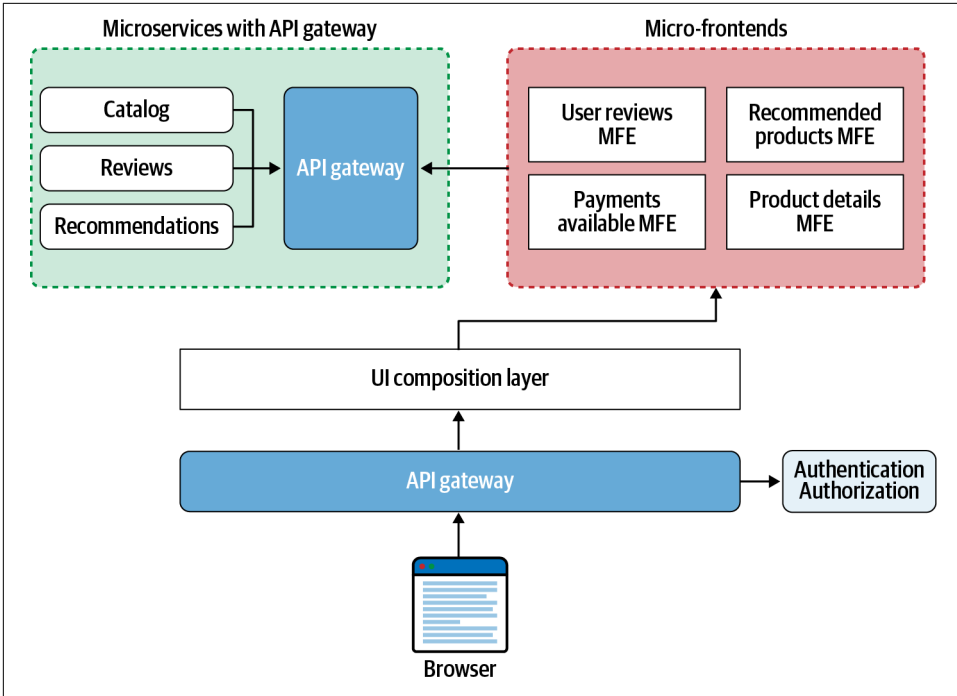 Microservices with API gateway
Micro-frontends
Catalog
Reviews
Recommendations
API gateway
User reviews
MFE
Recommended
products MFE
Payments
available MFE
Product details
MFE
UI composition layer
API gateway
Authentication
Authorization
Browser